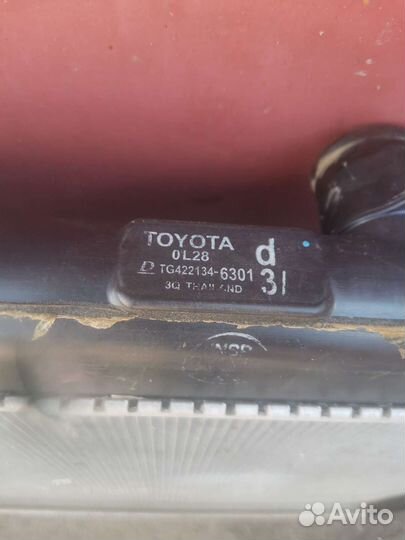 TOYOTA
0L28
d
TG422134-6301
3Q THAILAND
31
Avito